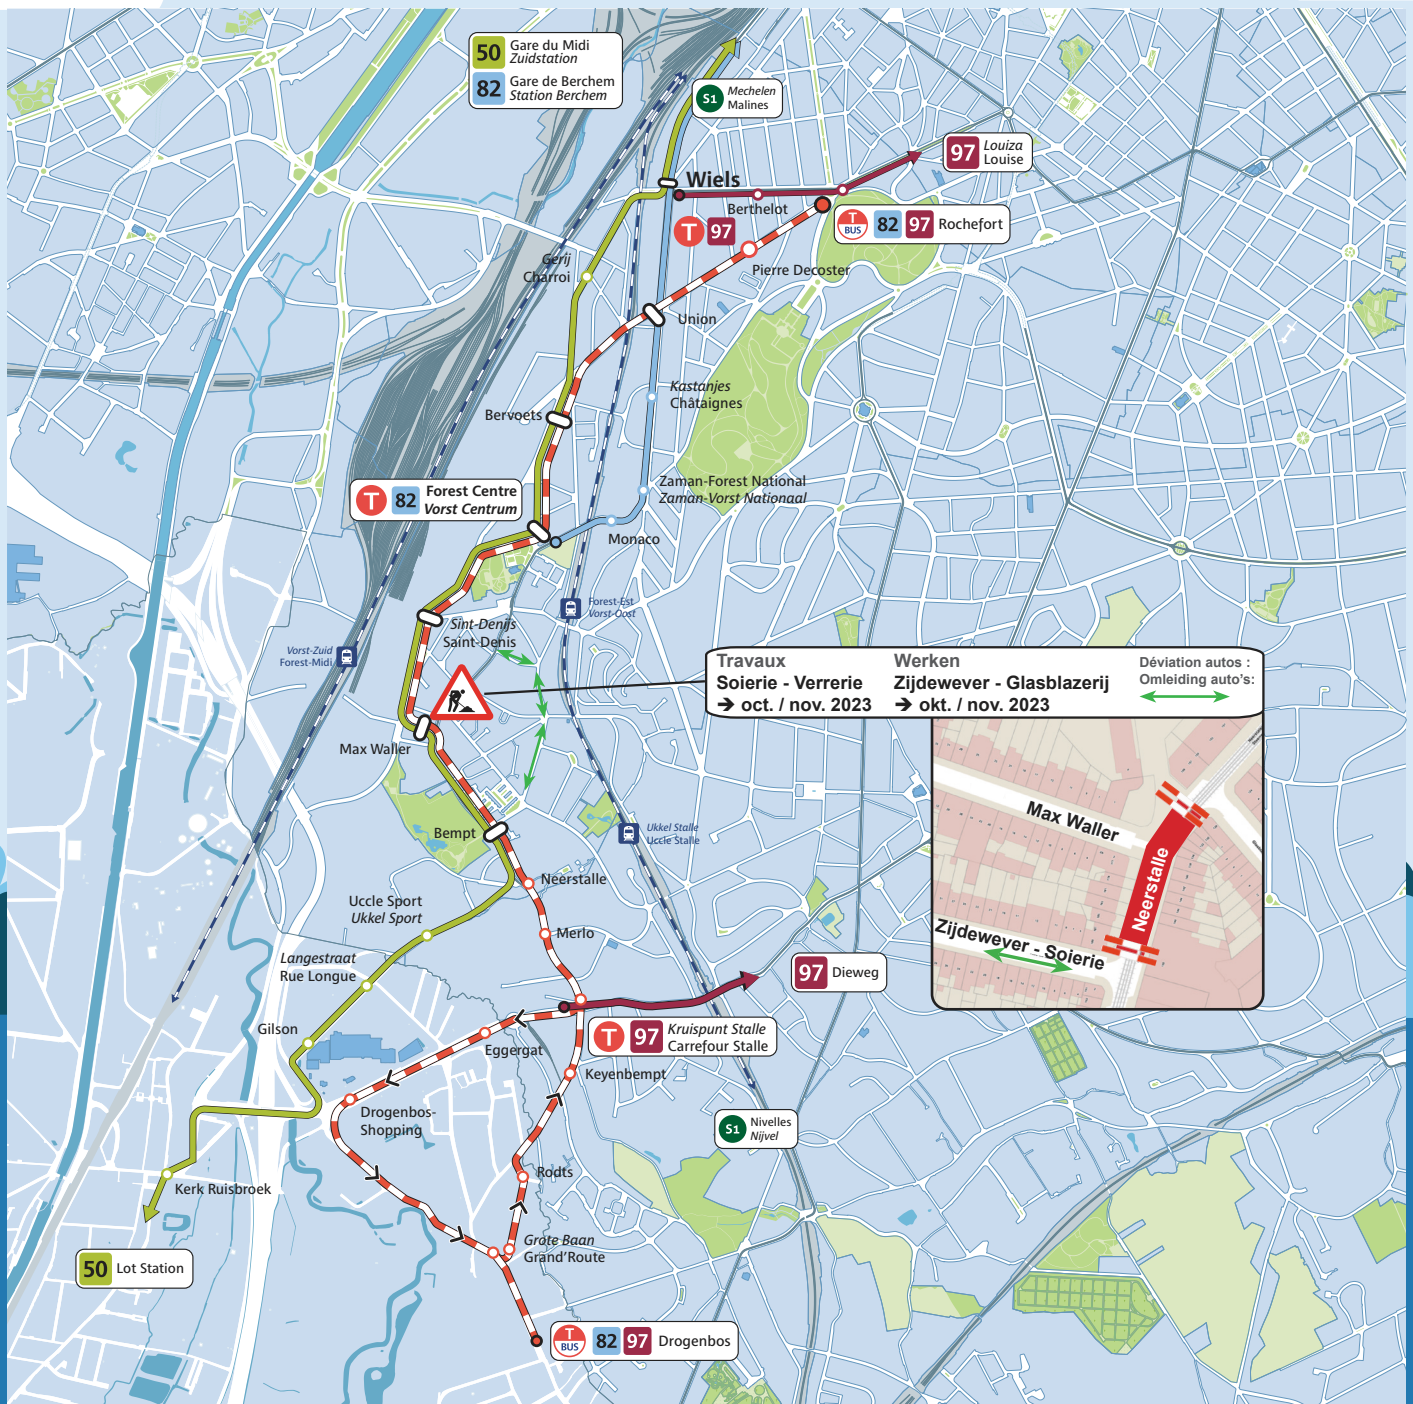 50 Gare du Midi
Zuidstation
82 Gare de Berchem
Station Berchem
S1 Mechelen
Malines
97 Louiza
Louise
Wiels
Berthelot
T 97
T BUS 82 97 Rochefort
Gerij
Charroi
Pierre Decoster
Union
Kastanjes
Châtaignes
Bervoets
Zaman-Forest National
Zaman-Vorst Nationaal
T 82 Forest Centre
Vorst Centrum
Monaco
Forest-Est
Vorst-Oost
Sint-Denijs
Saint-Denis
Vorst-Zuid
Forest-Midi
Travaux
Soierie - Verrerie
➔ oct. / nov. 2023
Werken
Zijdewever - Glasblazerij
➔ okt. / nov. 2023
Déviation autos :
Omleiding auto's:
Max Waller
Max Waller
Neerstalle
Zijdewever - Soierie
Bempt
Ukkel Stalle
Uccle Stalle
Neerstalle
Uccle Sport
Ukkel Sport
Merlo
Langestraat
Rue Longue
97 Dieweg
Gilson
T 97 Kruispunt Stalle
Carrefour Stalle
Eggergat
Keyenbempt
Drogenbos-
Shopping
S1 Nivelles
Nijvel
Rodts
Kerk Ruisbroek
Grote Baan
Grand'Route
50 Lot Station
T BUS 82 97 Drogenbos